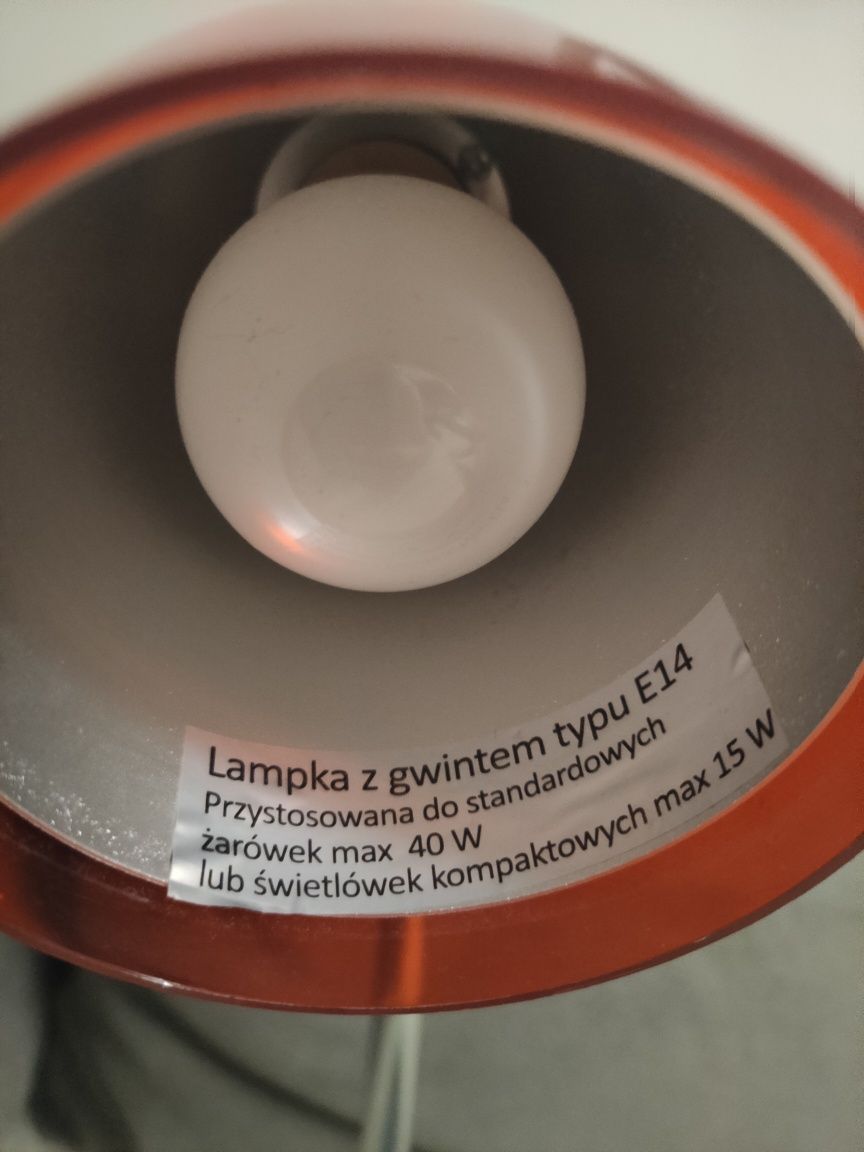 Lampka z gwintem typu E14
Przystosowana do standardowych
żarówek max 40 W
lub świetlówek kompaktowych max 15 W